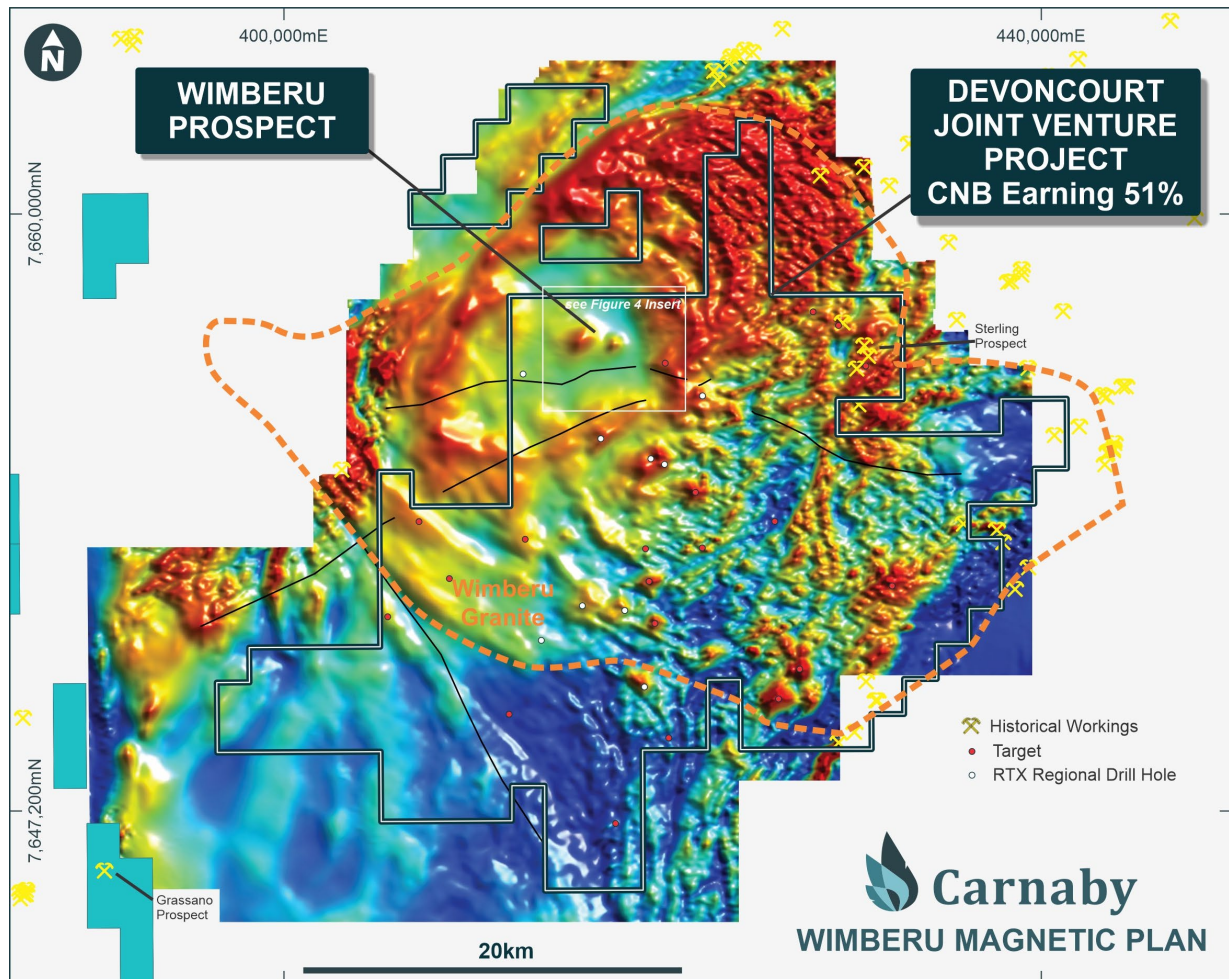 400,000mE
440,000mE
N
WIMBERU
PROSPECT
DEVONCOURT
JOINT VENTURE
PROJECT
CNB Earning 51%
7,660,000mN
see Figure 4 Insert
Sterling
Prospect
Wimberu
Granite
Historical Workings
Target
RTX Regional Drill Hole
7,647,200mN
Grassano
Prospect
20km
Carnaby
WIMBERU MAGNETIC PLAN